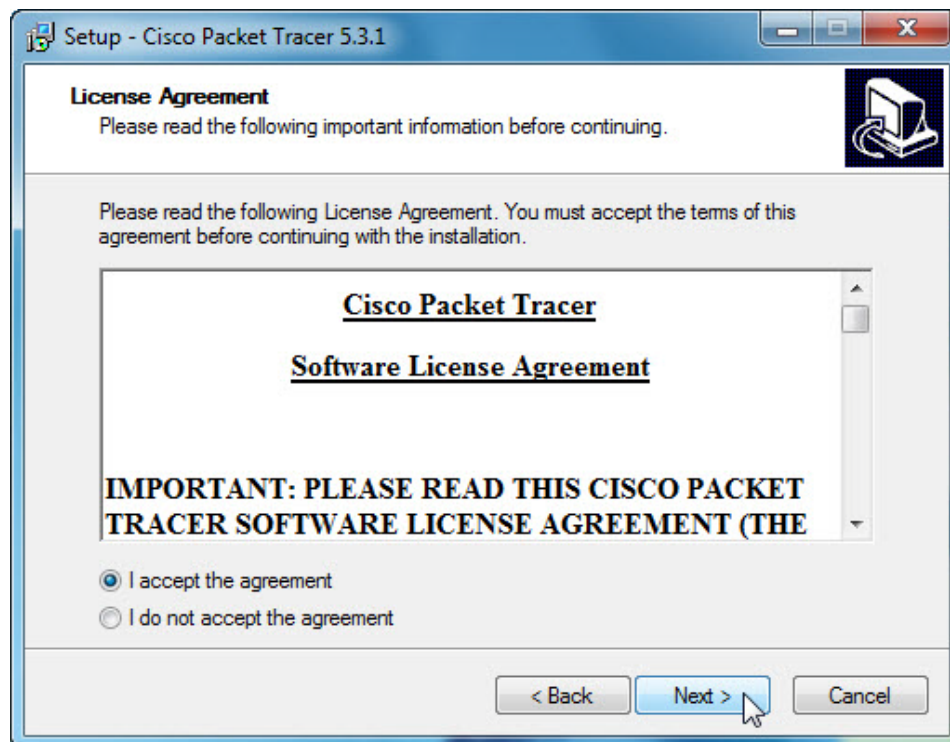 Setup - Cisco Packet Tracer 5.3.1
License Agreement
Please read the following important information before continuing.
Please read the following License Agreement. You must accept the terms of this
agreement before continuing with the installation.
Cisco Packet Tracer
Software License Agreement
IMPORTANT: PLEASE READ THIS CISCO PACKET
TRACER SOFTWARE LICENSE AGREEMENT (THE
I accept the agreement
I do not accept the agreement
< Back Next > Cancel